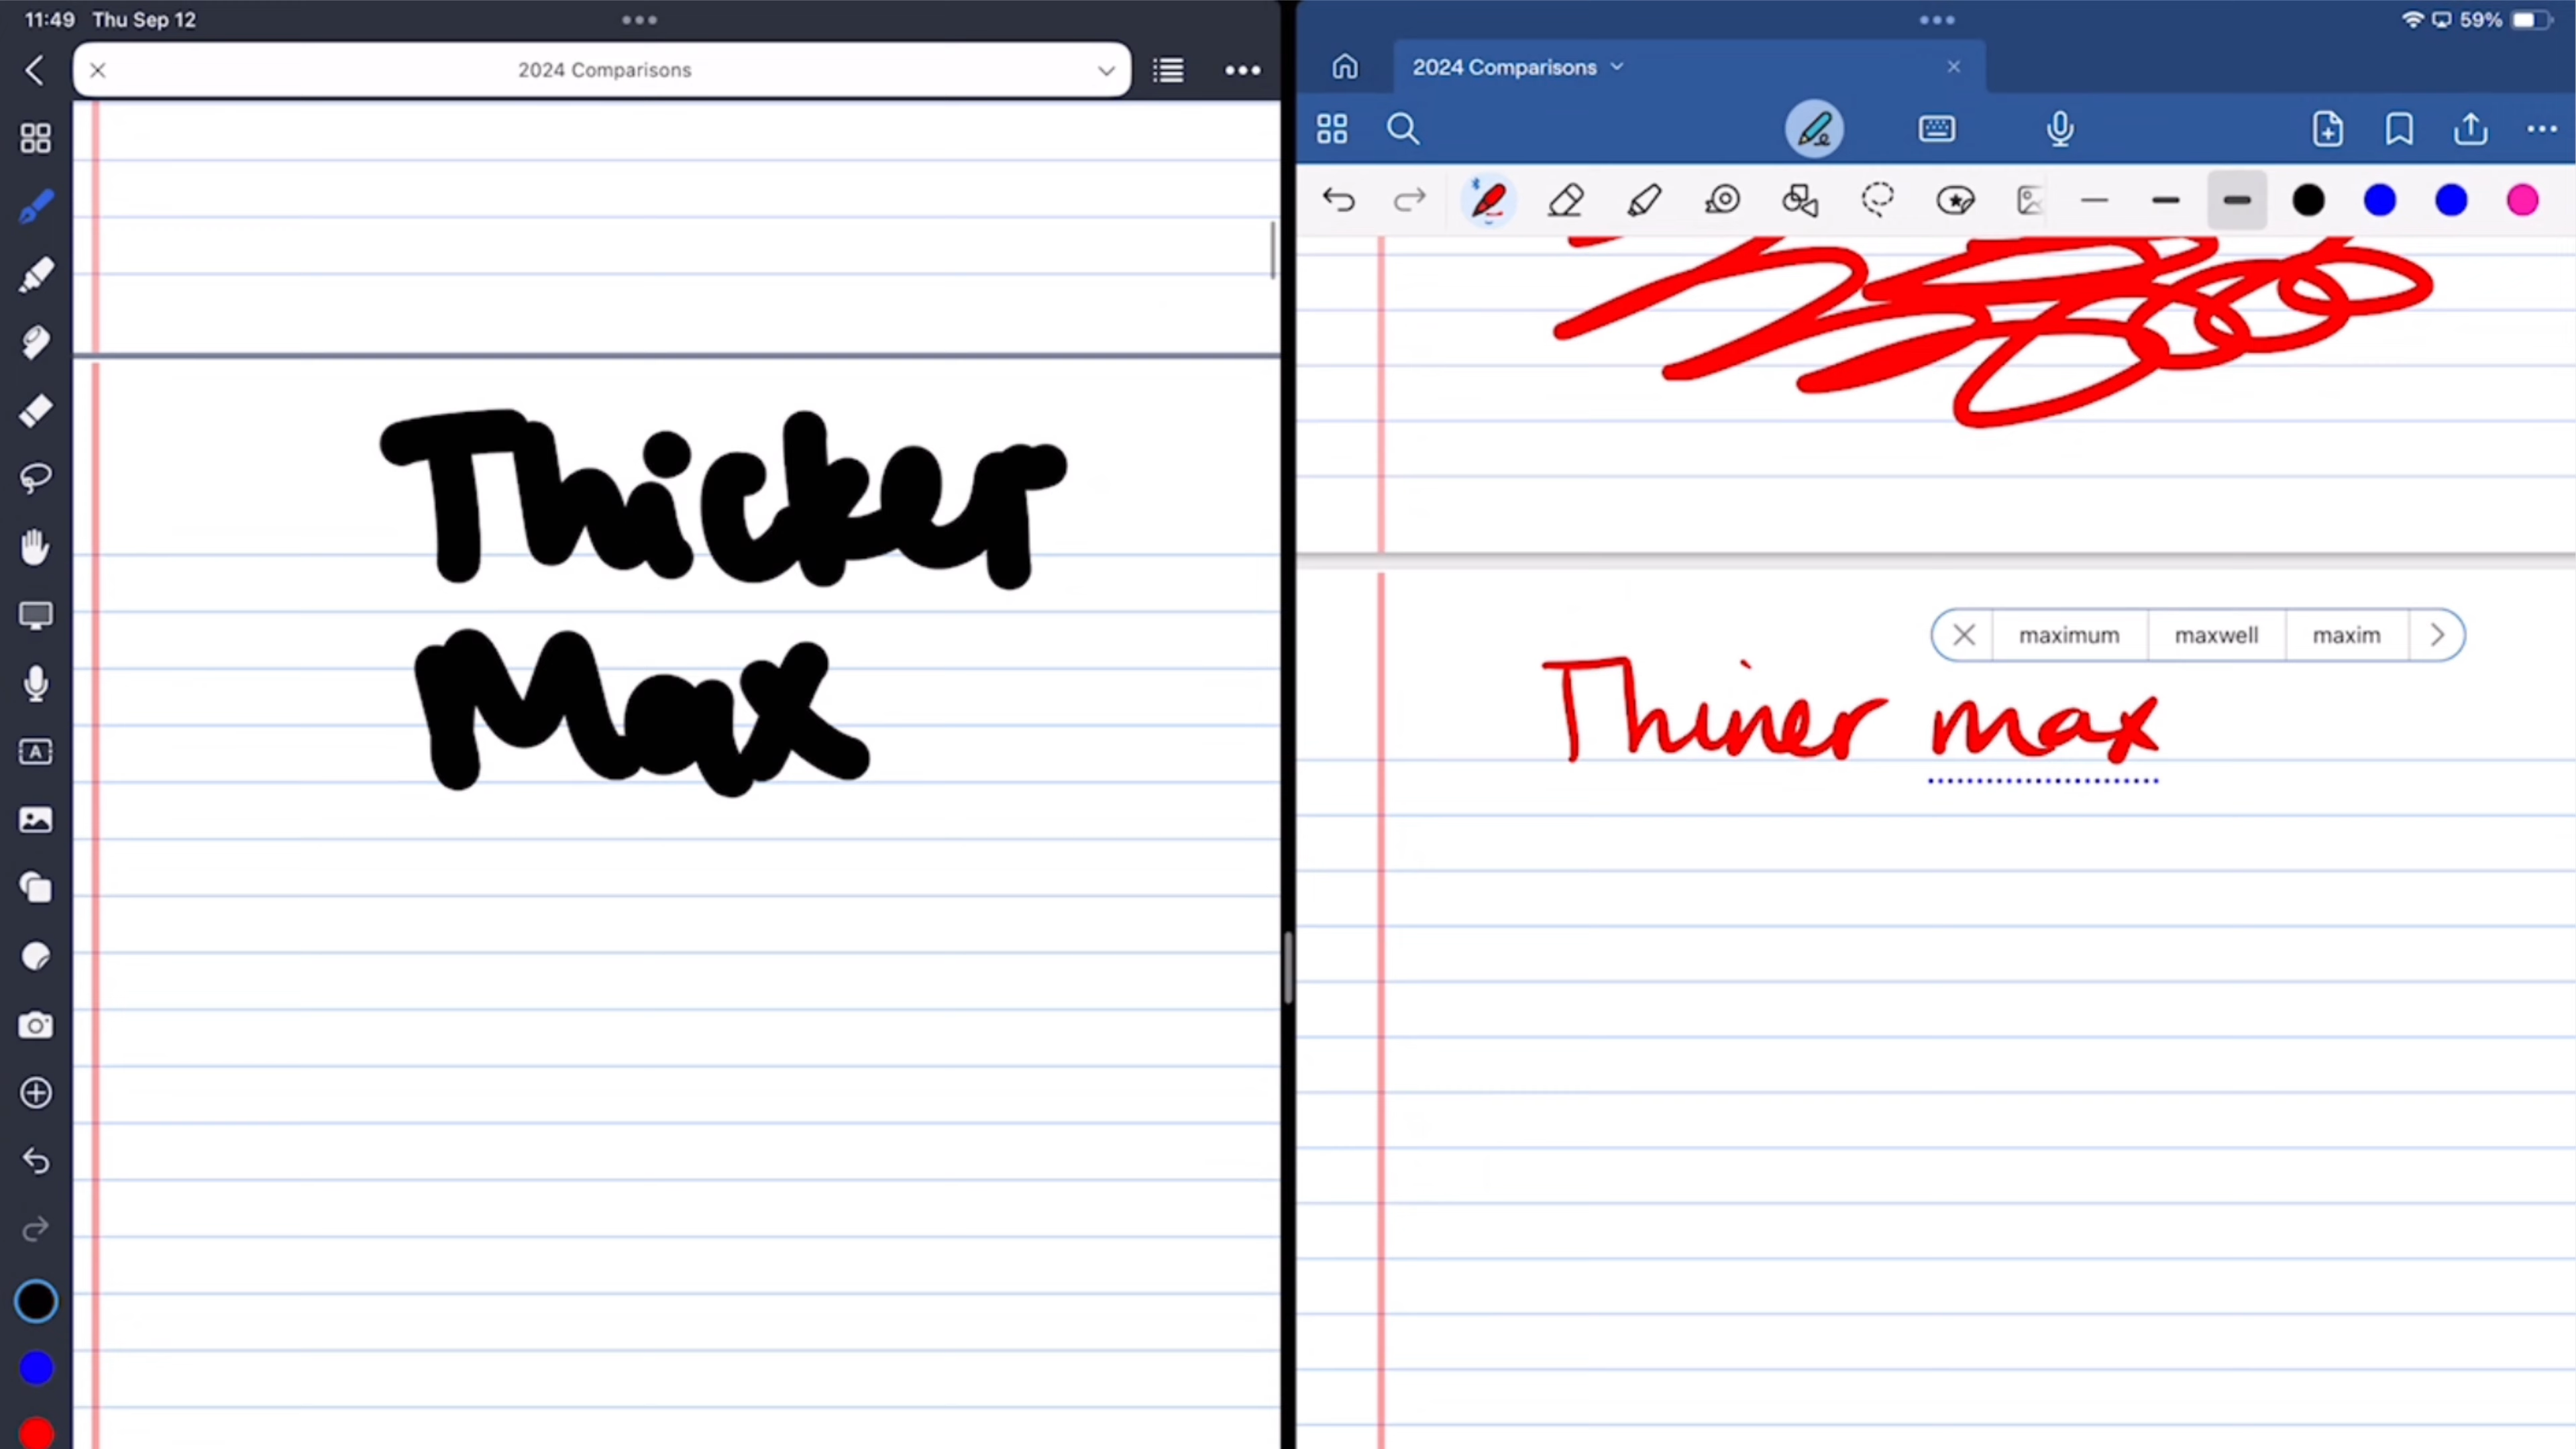 11:49 Thu Sep 12
59%
2024 Comparisons
Thicker
Max
A
2024 Comparisons
maximum maxwell maxim
Thiner max